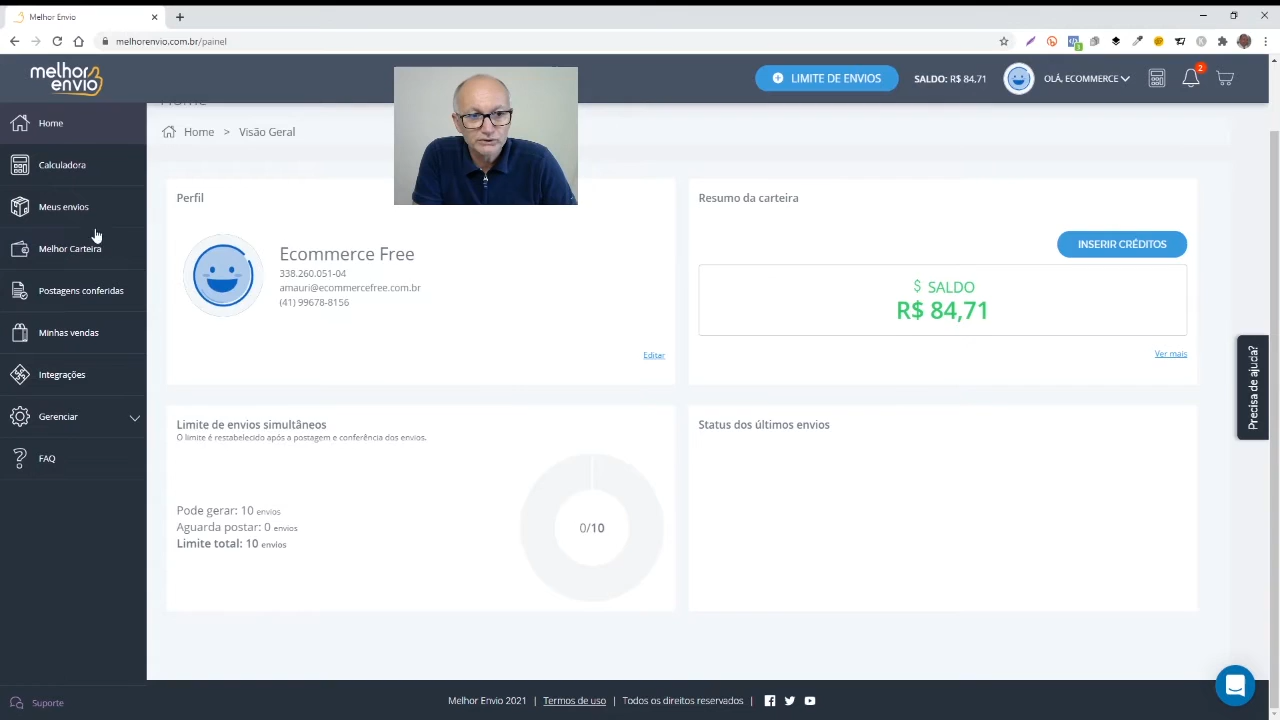 Melhor Envio
melhorenvio.com.br/painel
3
melhor
envio
LIMITE DE ENVIOS
SALDO: R$ 84,71
OLÁ, ECOMMERCE
2
Home
Home
Calculadora
Meus envios
Melhor Carteira
Postagens conferidas
Minhas vendas
Integrações
Gerenciar
FAQ
Suporte
Home > Visão Geral
Perfil
Ecommerce Free
338.260.051-04
amauri@ecommercefree.com.br
(41) 99678-8156
Editar
Resumo da carteira
INSERIR CRÉDITOS
$ SALDO
R$ 84,71
Ver mais
Limite de envios simultâneos
O limite é restabelecido após a postagem e conferência dos envios.
Pode gerar: 10 envios
Aguarda postar: 0 envios
Limite total: 10 envios
0/10
Status dos últimos envios
Precisa de ajuda?
Melhor Envio 2021 | Termos de uso | Todos os direitos reservados |